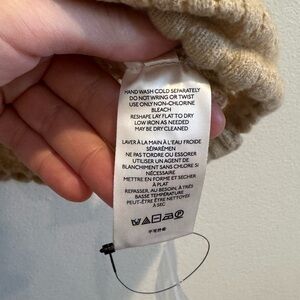 HAND WASH COLD SEPARATELY
DO NOT WRING OR TWIST
USE ONLY NON-CHLORINE
BLEACH
RESHAPE LAY FLAT TO DRY
LOW IRON AS NEEDED
MAY BE DRY CLEANED
LAVER À LA MAIN À L'EAU FROIDE
SÉPARÉMEN
NE PAS TORDRE OU ESSORER
UTILISER UN AGENT DE
BLANCHIMENT SANS CHLORE SI
NÉCESSAIRE
METTRE EN FORME ET SECHER
À PLAT
REPASSER, AU BESOIN, À TRÈS
BASSE TEMPÉRATURE
PEUT-ÊTRE ÊTRE NETTOYÉ
À SEC